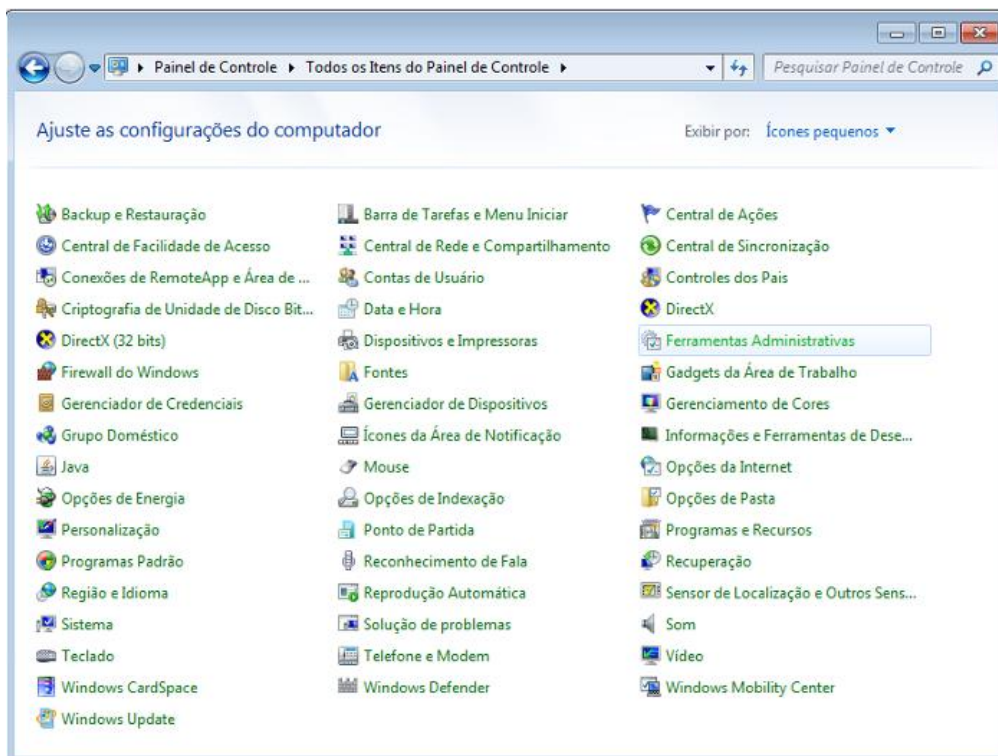 Painel de Controle Todos os Itens do Painel de Controle Pesquisar Painel de Controle
Ajuste as configurações do computador Exibir por: Ícones pequenos
Backup e Restauração Barra de Tarefas e Menu Iniciar Central de Ações
Central de Facilidade de Acesso Central de Rede e Compartilhamento Central de Sincronização
Conexões de RemoteApp e Área de ... Contas de Usuário Controles dos Pais
Criptografia de Unidade de Disco Bit... Data e Hora DirectX
DirectX (32 bits) Dispositivos e Impressoras Ferramentas Administrativas
Firewall do Windows Fontes Gadgets da Área de Trabalho
Gerenciador de Credenciais Gerenciador de Dispositivos Gerenciamento de Cores
Grupo Doméstico Ícones da Área de Notificação Informações e Ferramentas de Dese...
Java Mouse Opções da Internet
Opções de Energia Opções de Indexação Opções de Pasta
Personalização Ponto de Partida Programas e Recursos
Programas Padrão Reconhecimento de Fala Recuperação
Região e Idioma Reprodução Automática Sensor de Localização e Outros Sens...
Sistema Solução de problemas Som
Teclado Telefone e Modem Vídeo
Windows CardSpace Windows Defender Windows Mobility Center
Windows Update